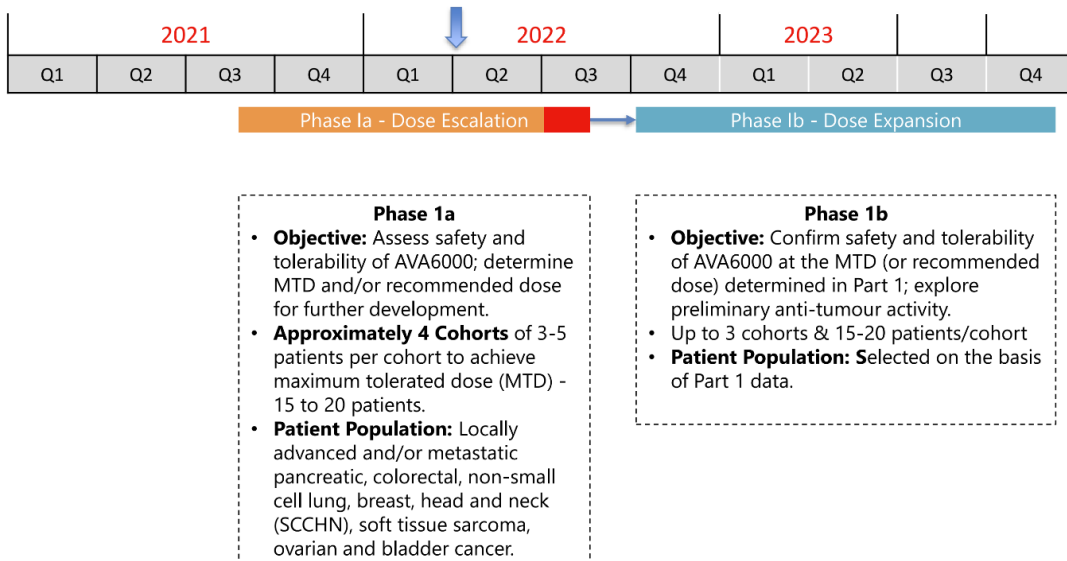 2021 2022 2023
Q1 Q2 Q3 Q4 Q1 Q2 Q3 Q4 Q1 Q2 Q3 Q4
Phase Ia - Dose Escalation
Phase Ib - Dose Expansion
Phase 1a
• Objective: Assess safety and
tolerability of AVA6000; determine
MTD and/or recommended dose
for further development.
• Approximately 4 Cohorts of 3-5
patients per cohort to achieve
maximum tolerated dose (MTD) -
15 to 20 patients.
• Patient Population: Locally
advanced and/or metastatic
pancreatic, colorectal, non-small
cell lung, breast, head and neck
(SCCHN), soft tissue sarcoma,
ovarian and bladder cancer.
Phase 1b
• Objective: Confirm safety and tolerability
of AVA6000 at the MTD (or recommended
dose) determined in Part 1; explore
preliminary anti-tumour activity.
• Up to 3 cohorts & 15-20 patients/cohort
• Patient Population: Selected on the basis
of Part 1 data.